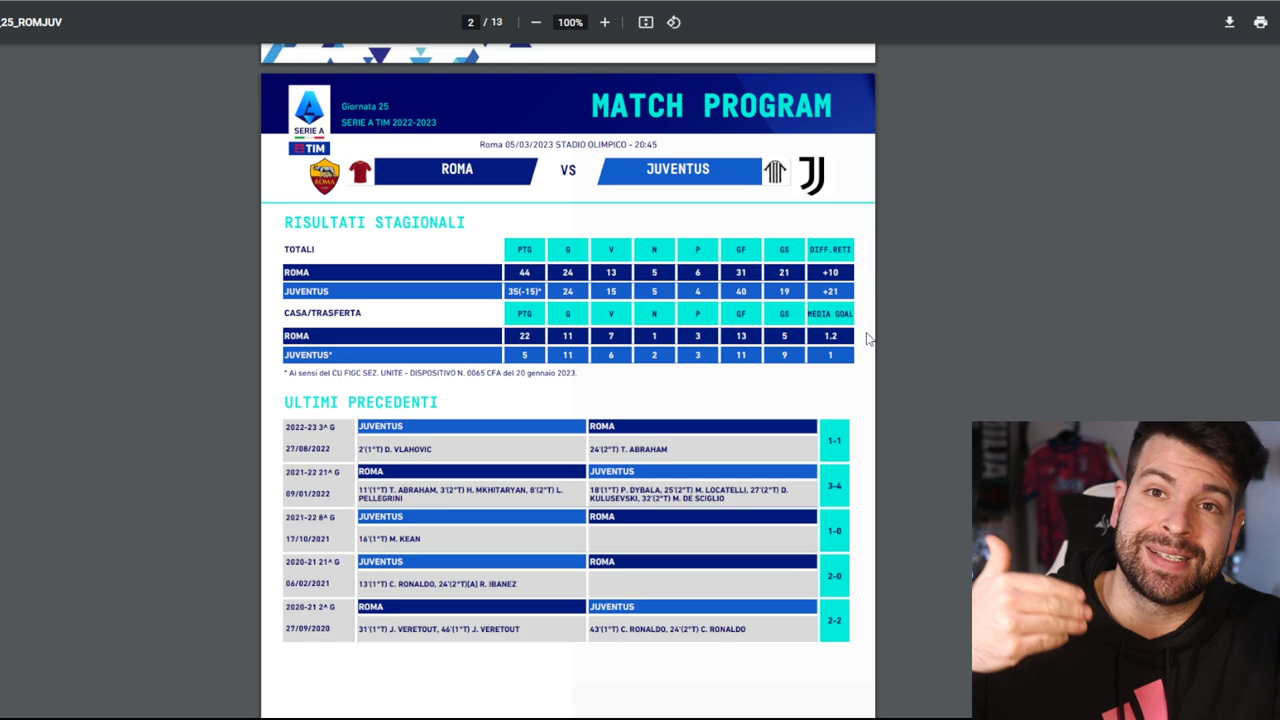 _25_ROMJUV
2 / 13
100%
Giornata 25
SERIE A TIM 2022-2023
MATCH PROGRAM
SERIE A
TIM
Roma 05/03/2023 STADIO OLIMPICO - 20:45
ROMA
ROMA VS JUVENTUS
RISULTATI STAGIONALI
TOTALI PTG G V N P GF GS DIFF.RETI
ROMA 44 24 13 5 6 31 21 +10
JUVENTUS 35(-15)* 24 15 5 4 40 19 +21
CASA/TRASFERTA PTG G V N P GF GS MEDIA GOAL
ROMA 22 11 7 1 3 13 5 1.2
JUVENTUS* 5 11 6 2 3 11 9 1
* Ai sensi del CU FIGC SEZ. UNITE - DISPOSITIVO N. 0065 CFA del 20 gennaio 2023.
ULTIMI PRECEDENTI
2022-23 3^ G JUVENTUS ROMA
1-1
27/08/2022 2'(1°T) D. VLAHOVIC 24'(2°T) T. ABRAHAM
2021-22 21^ G ROMA JUVENTUS
3-4
09/01/2022 11'(1°T) T. ABRAHAM, 3'(2°T) H. MKHITARYAN, 8'(2°T) L. PELLEGRINI 18'(1°T) P. DYBALA, 25'(2°T) M. LOCATELLI, 27'(2°T) D. KULUSEVSKI, 32'(2°T) M. DE SCIGLIO
2021-22 8^ G JUVENTUS ROMA
1-0
17/10/2021 16'(1°T) M. KEAN
2020-21 21^ G JUVENTUS ROMA
2-0
06/02/2021 13'(1°T) C. RONALDO, 24'(2°T)[A] R. IBANEZ
2020-21 2^ G ROMA JUVENTUS
2-2
27/09/2020 31'(1°T) J. VERETOUT, 46'(1°T) J. VERETOUT 43'(1°T) C. RONALDO, 24'(2°T) C. RONALDO